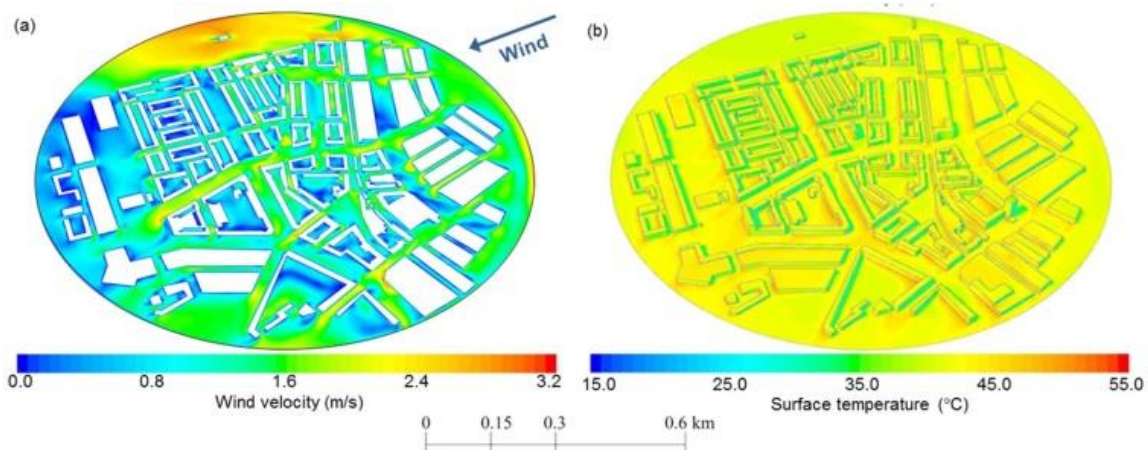 (a)
Wind
(b)
0.0 0.8 1.6 2.4 3.2
Wind velocity (m/s)
15.0 25.0 35.0 45.0 55.0
Surface temperature (°C)
0 0.15 0.3 0.6 km